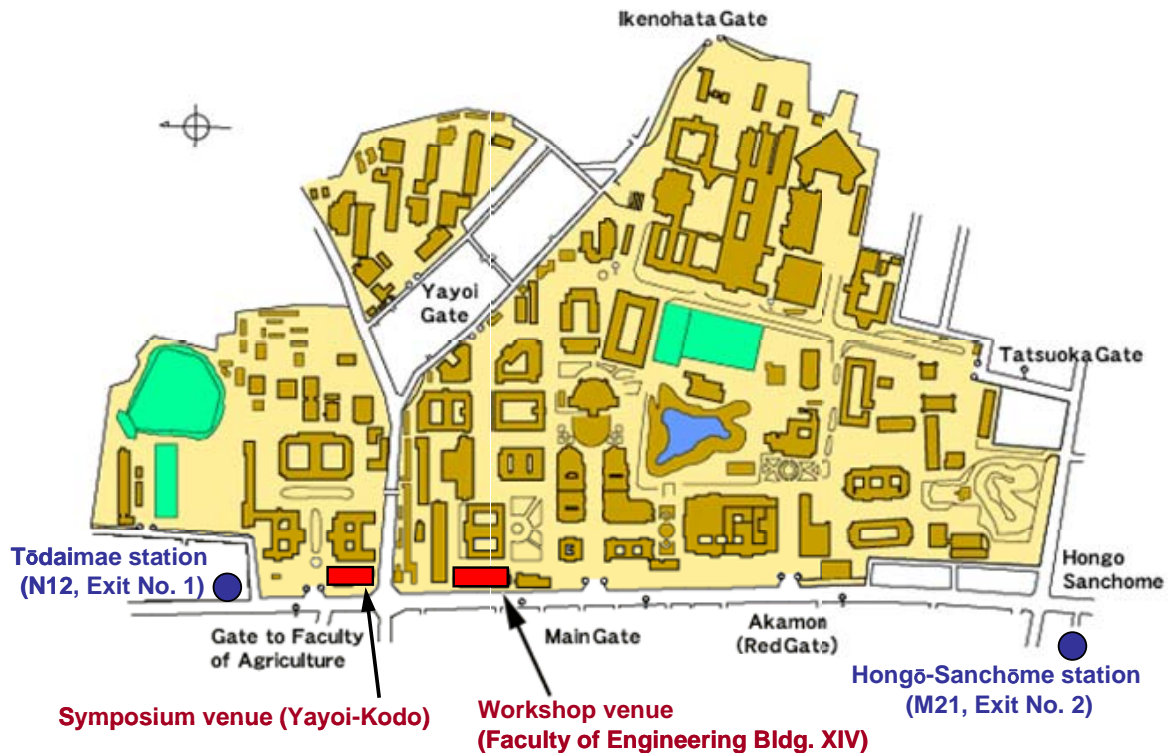 Ikenohata Gate
Yayoi
Gate
Tatsuoka Gate
Tōdaimae station
(N12, Exit No. 1)
Hongo
Sanchome
Gate to Faculty
of Agriculture
Main Gate
Akamon
(Red Gate)
Hongō-Sanchōme station
(M21, Exit No. 2)
Symposium venue (Yayoi-Kodo)
Workshop venue
(Faculty of Engineering Bldg. XIV)